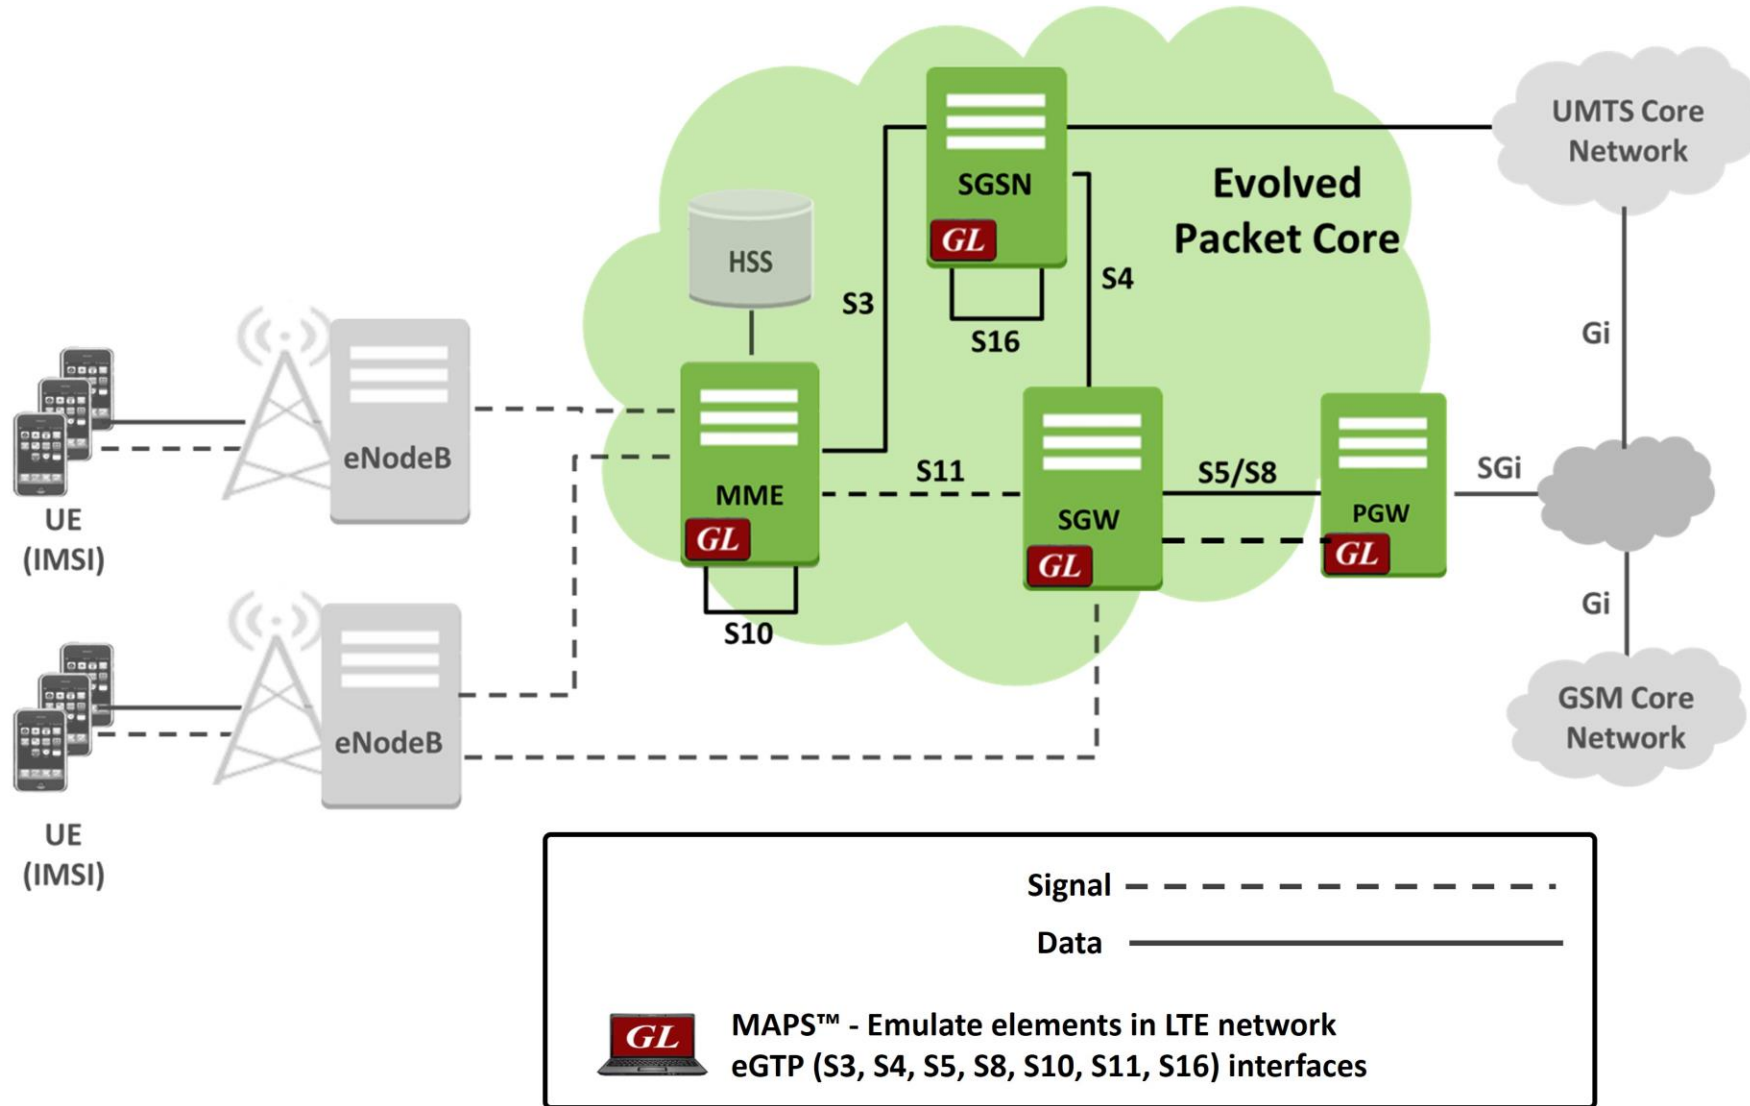 UMTS Core
Network
SGSN
GL
Evolved
Packet Core
HSS
S3
S4
S16
Gi
eNodeB
UE
(IMSI)
MME
GL
S10
S11
SGW
GL
S5/S8
PGW
GL
SGi
Gi
GSM Core
Network
eNodeB
UE
(IMSI)
Signal
Data
GL
MAPS™ - Emulate elements in LTE network
eGTP (S3, S4, S5, S8, S10, S11, S16) interfaces